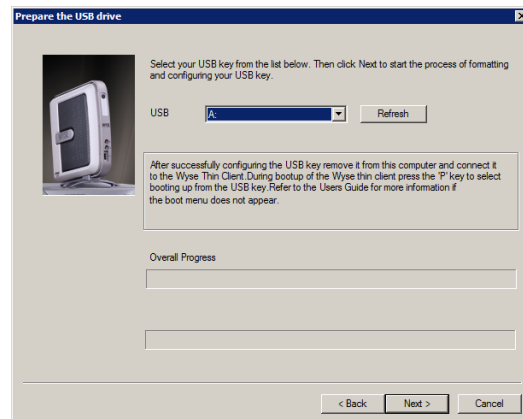 Prepare the USB drive
Select your USB key from the list below. Then click Next to start the process of formatting
and configuring your USB key.
USB
A:
Refresh
After successfully configuring the USB key remove it from this computer and connect it
to the Wyse Thin Client.During bootup of the Wyse thin client press the 'P' key to select
booting up from the USB key.Refer to the Users Guide for more information if
the boot menu does not appear.
Overall Progress
< Back
Next >
Cancel